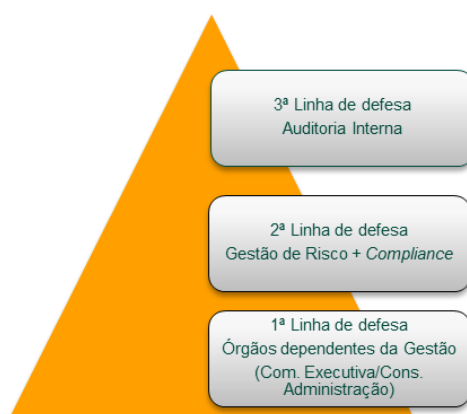 3ª Linha de defesa
Auditoria Interna
2ª Linha de defesa
Gestão de Risco + Compliance
1ª Linha de defesa
Órgãos dependentes da Gestão
(Com. Executiva/Cons.
Administração)